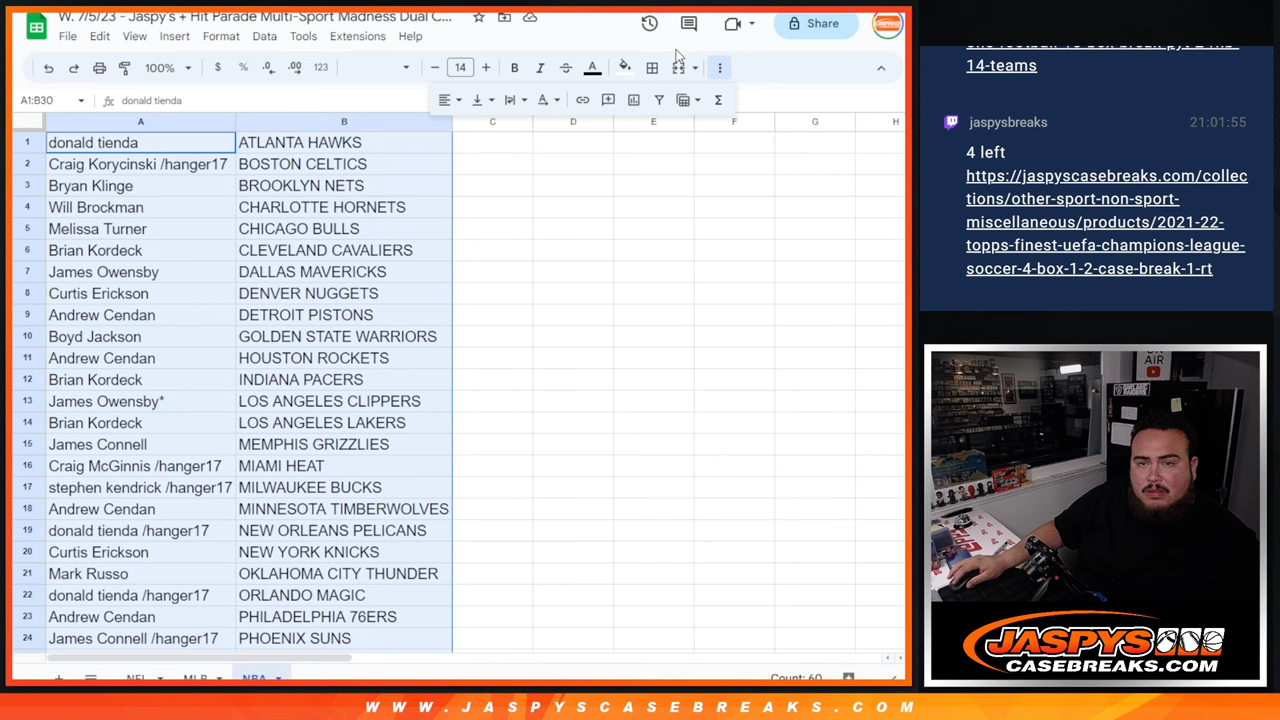 W. 7/5/23 - Jaspy's + Hit Parade Multi-Sport Madness Dual C...
File Edit View Insert Format Data Tools Extensions Help
Share
100% $ % .0 .00 123 14 B I A
A1:B30 fx donald tienda
A B C D E F G H
1 donald tienda ATLANTA HAWKS
2 Craig Korycinski /hanger17 BOSTON CELTICS
3 Bryan Klinge BROOKLYN NETS
4 Will Brockman CHARLOTTE HORNETS
5 Melissa Turner CHICAGO BULLS
6 Brian Kordeck CLEVELAND CAVALIERS
7 James Owensby DALLAS MAVERICKS
8 Curtis Erickson DENVER NUGGETS
9 Andrew Cendan DETROIT PISTONS
10 Boyd Jackson GOLDEN STATE WARRIORS
11 Andrew Cendan HOUSTON ROCKETS
12 Brian Kordeck INDIANA PACERS
13 James Owensby* LOS ANGELES CLIPPERS
14 Brian Kordeck LOS ANGELES LAKERS
15 James Connell MEMPHIS GRIZZLIES
16 Craig McGinnis /hanger17 MIAMI HEAT
17 stephen kendrick /hanger17 MILWAUKEE BUCKS
18 Andrew Cendan MINNESOTA TIMBERWOLVES
19 donald tienda /hanger17 NEW ORLEANS PELICANS
20 Curtis Erickson NEW YORK KNICKS
21 Mark Russo OKLAHOMA CITY THUNDER
22 donald tienda /hanger17 ORLANDO MAGIC
23 Andrew Cendan PHILADELPHIA 76ERS
24 James Connell /hanger17 PHOENIX SUNS
NFL MLB NBA Count: 60
14-teams
jaspysbreaks 21:01:55
4 left
https://jaspyscasebreaks.com/collec
tions/other-sport-non-sport-
miscellaneous/products/2021-22-
topps-finest-uefa-champions-league-
soccer-4-box-1-2-case-break-1-rt
ON
AIR
JASPYS
CASEBREAKS.COM
WWW.JASPYSCASEBREAKS.COM